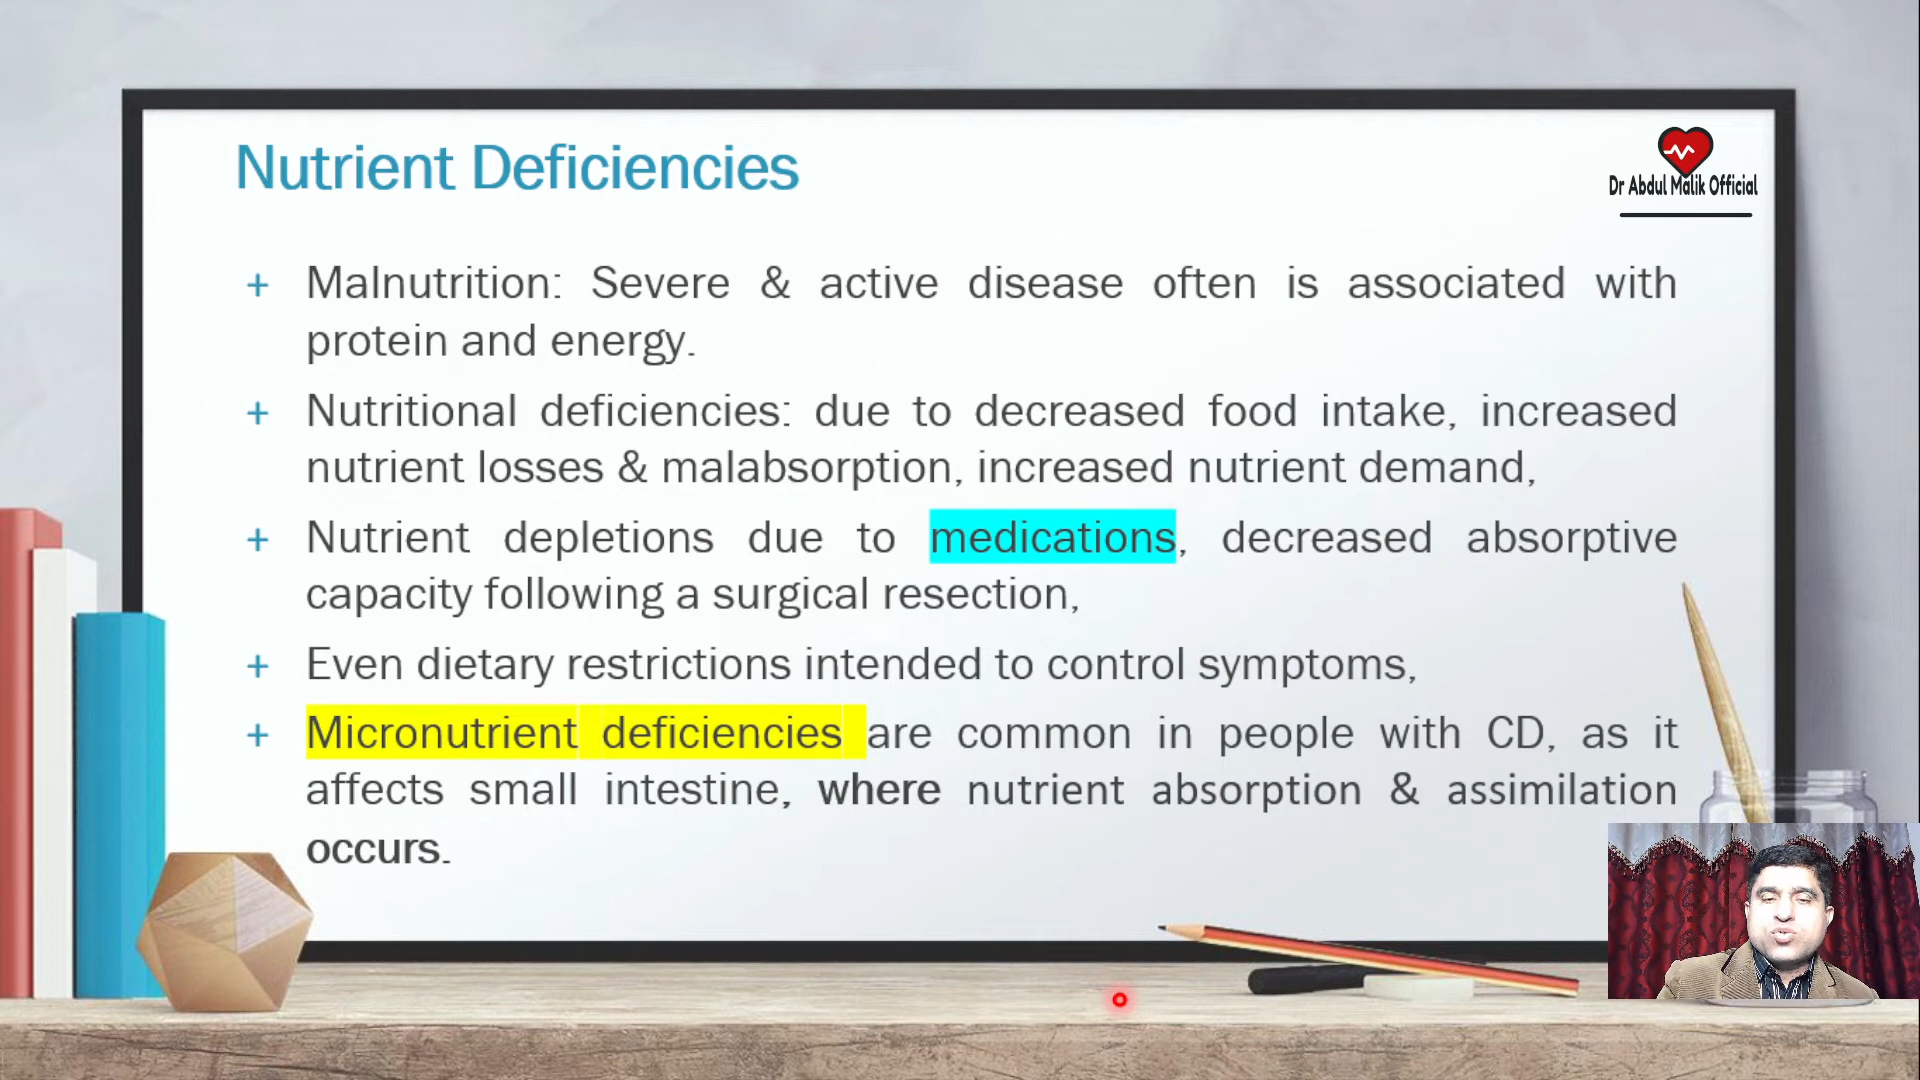 Nutrient Deficiencies
Dr Abdul Malik Official
+ Malnutrition: Severe & active disease often is associated with
protein and energy.
+ Nutritional deficiencies: due to decreased food intake, increased
nutrient losses & malabsorption, increased nutrient demand,
+ Nutrient depletions due to medications, decreased absorptive
capacity following a surgical resection,
+ Even dietary restrictions intended to control symptoms,
+ Micronutrient deficiencies are common in people with CD, as it
affects small intestine, where nutrient absorption & assimilation
occurs.